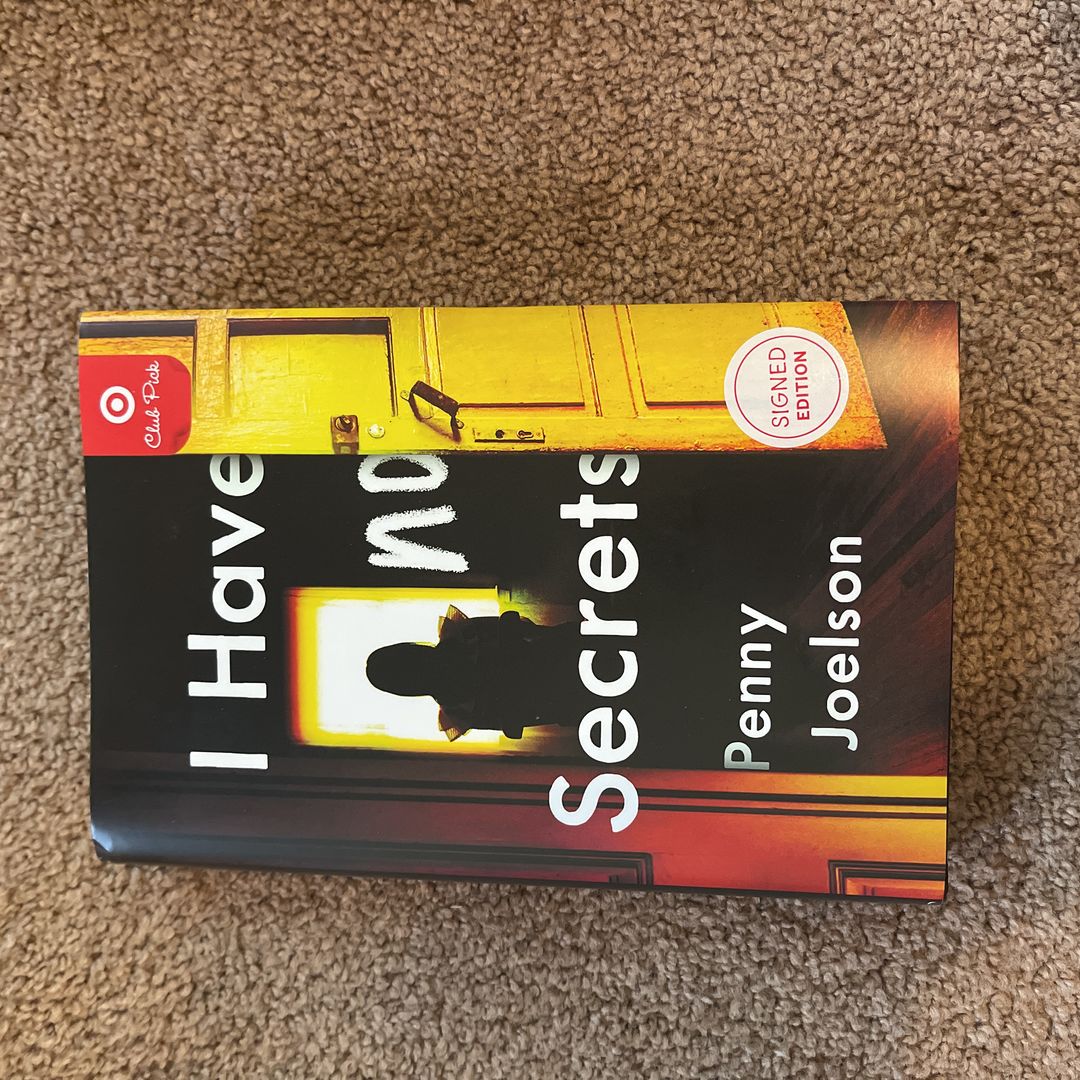 Club Pick
I Have
no
Secrets
Penny
Joelson
SIGNED
EDITION